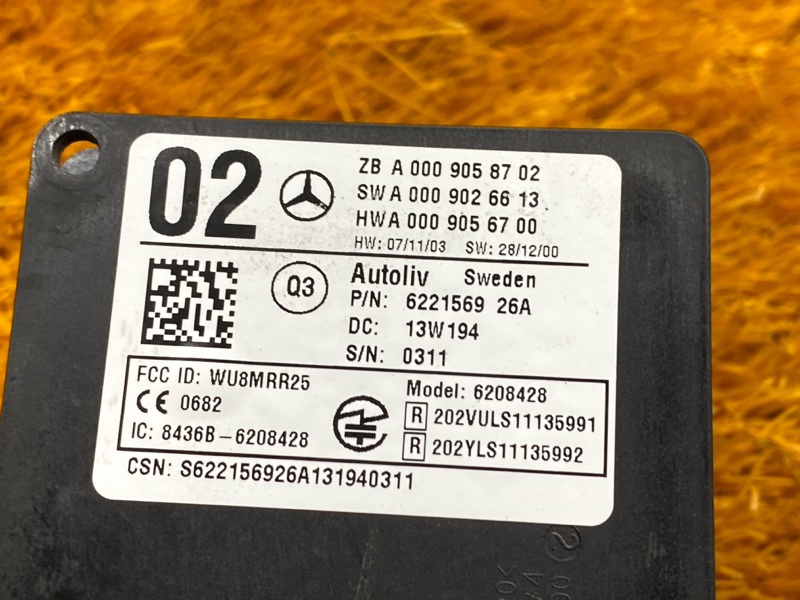 02
ZB A 000 905 87 02
SW A 000 902 66 13
HW A 000 905 67 00
HW: 07/11/03 SW: 28/12/00
Q3
Autoliv Sweden
P/N: 6221569 26A
DC: 13W194
S/N: 0311
FCC ID: WU8MRR25
Model: 6208428
CE 0682
R 202VULS11135991
IC: 8436B-6208428
R 202YLS11135992
CSN: S622156926A131940311